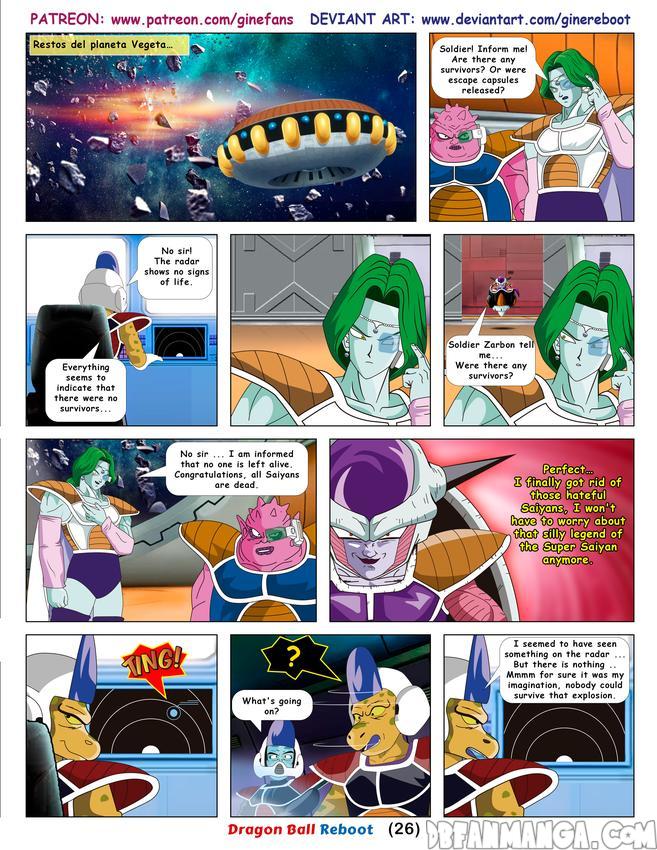 PATREON: www.patreon.com/ginefans DEVIANT ART: www.deviantart.com/ginereboot
Restos del planeta Vegeta...
Soldier! Inform me!
Are there any
survivors? Or were
escape capsules
released?
No sir!
The radar
shows no signs
of life.
Everything
seems to
indicate that
there were no
survivors...
Soldier Zarbon tell
me...
Were there any
survivors?
No sir ... I am informed
that no one is left alive.
Congratulations, all Saiyans
are dead.
Perfect...
I finally got rid of
those hateful
Saiyans, I won't
have to worry about
that silly legend of
the Super Saiyan
anymore.
TING!
?
What's going
on?
I seemed to have seen
something on the radar ...
But there is nothing ..
Mmmm for sure it was my
imagination, nobody could
survive that explosion.
Dragon Ball Reboot (26)
DBFANMANGA.COM